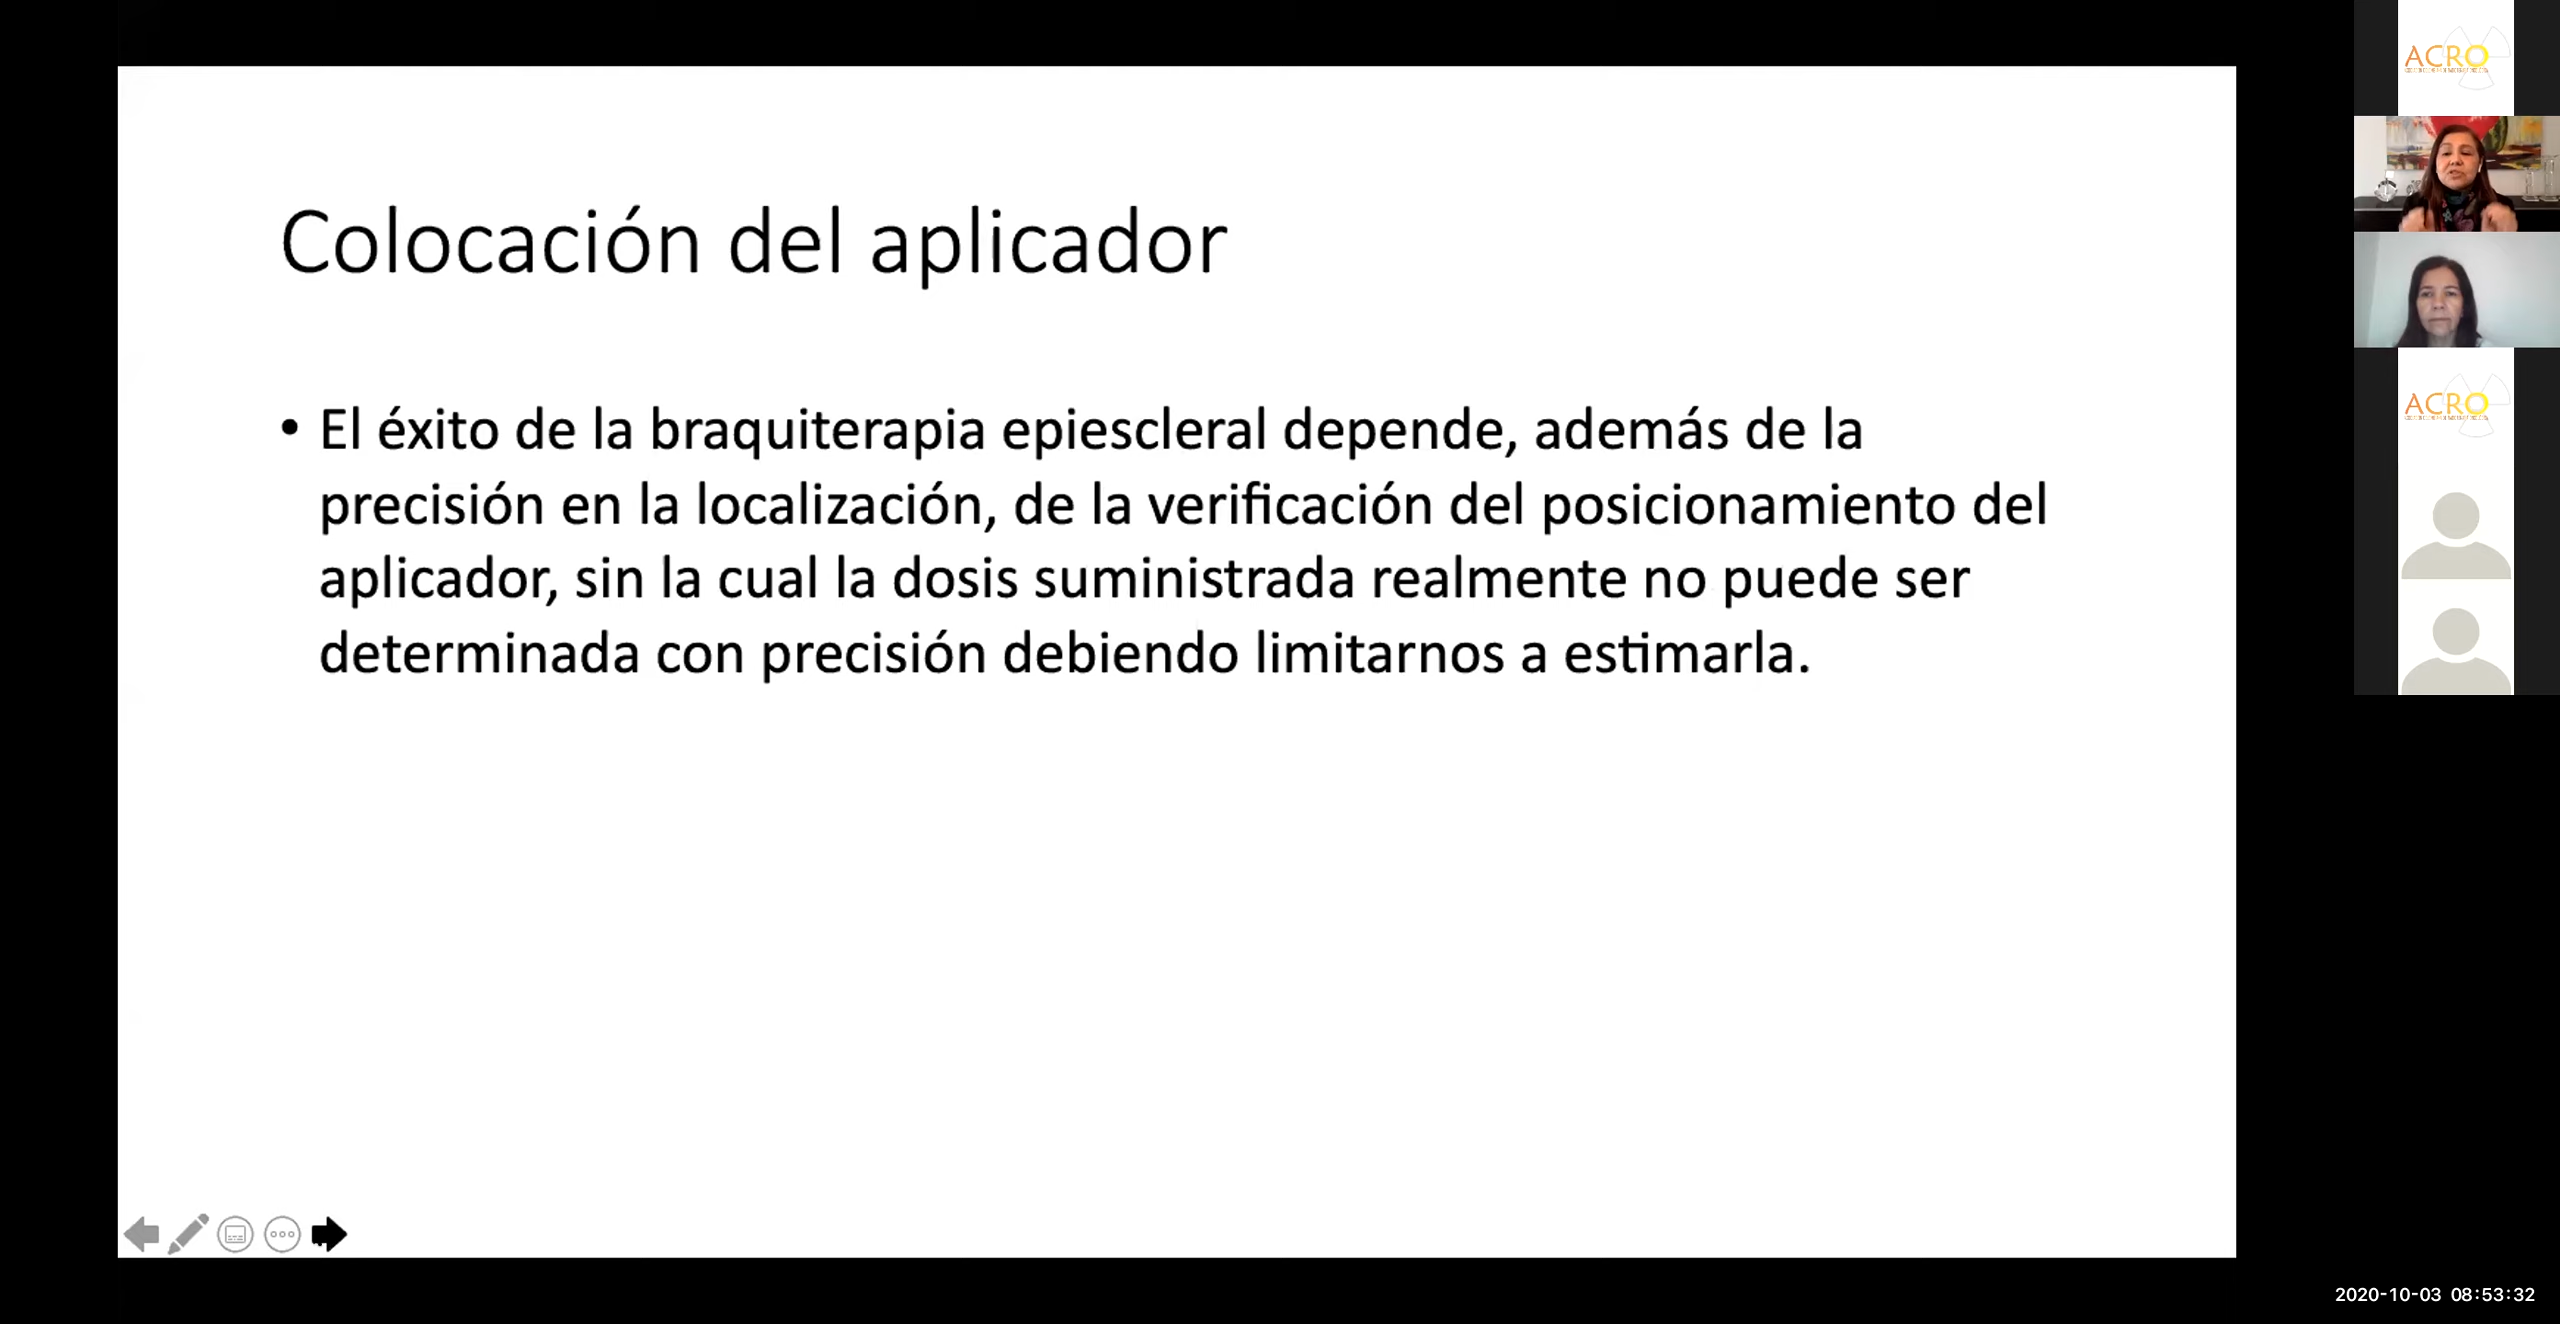 Colocación del aplicador
• El éxito de la braquiterapia epiescleral depende, además de la
precisión en la localización, de la verificación del posicionamiento del
aplicador, sin la cual la dosis suministrada realmente no puede ser
determinada con precisión debiendo limitarnos a estimarla.
ACRO
ACRO
2020-10-03 08:53:32